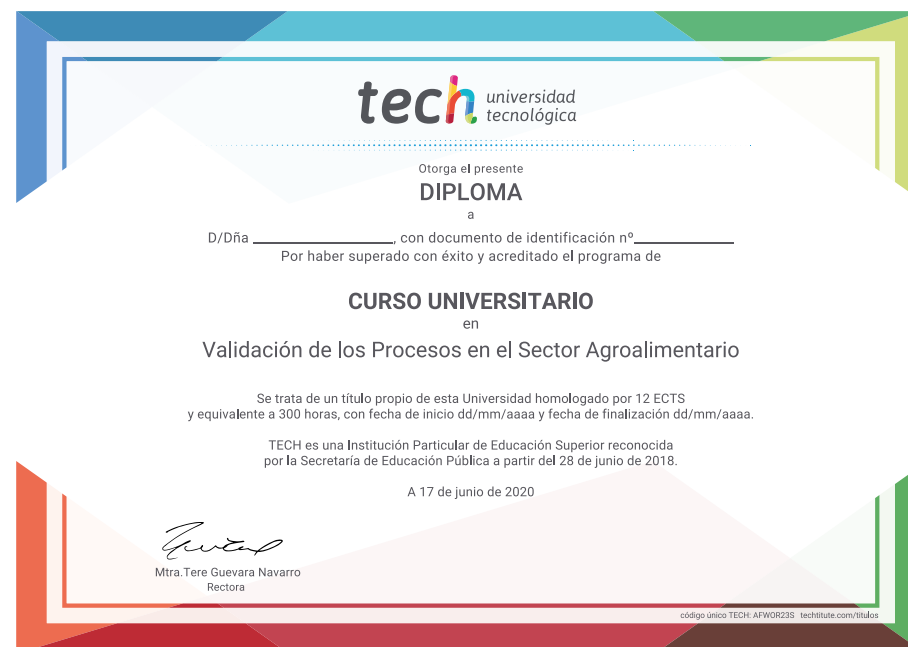 tech universidad
tecnológica
Otorga el presente
DIPLOMA
a
D/Dña ____________________, con documento de identificación nº______________
Por haber superado con éxito y acreditado el programa de
CURSO UNIVERSITARIO
en
Validación de los Procesos en el Sector Agroalimentario
Se trata de un título propio de esta Universidad homologado por 12 ECTS
y equivalente a 300 horas, con fecha de inicio dd/mm/aaaa y fecha de finalización dd/mm/aaaa.
TECH es una Institución Particular de Educación Superior reconocida
por la Secretaría de Educación Pública a partir del 28 de junio de 2018.
A 17 de junio de 2020
Mtra.Tere Guevara Navarro
Rectora
código único TECH: AFWOR23S techtitute.com/titulos